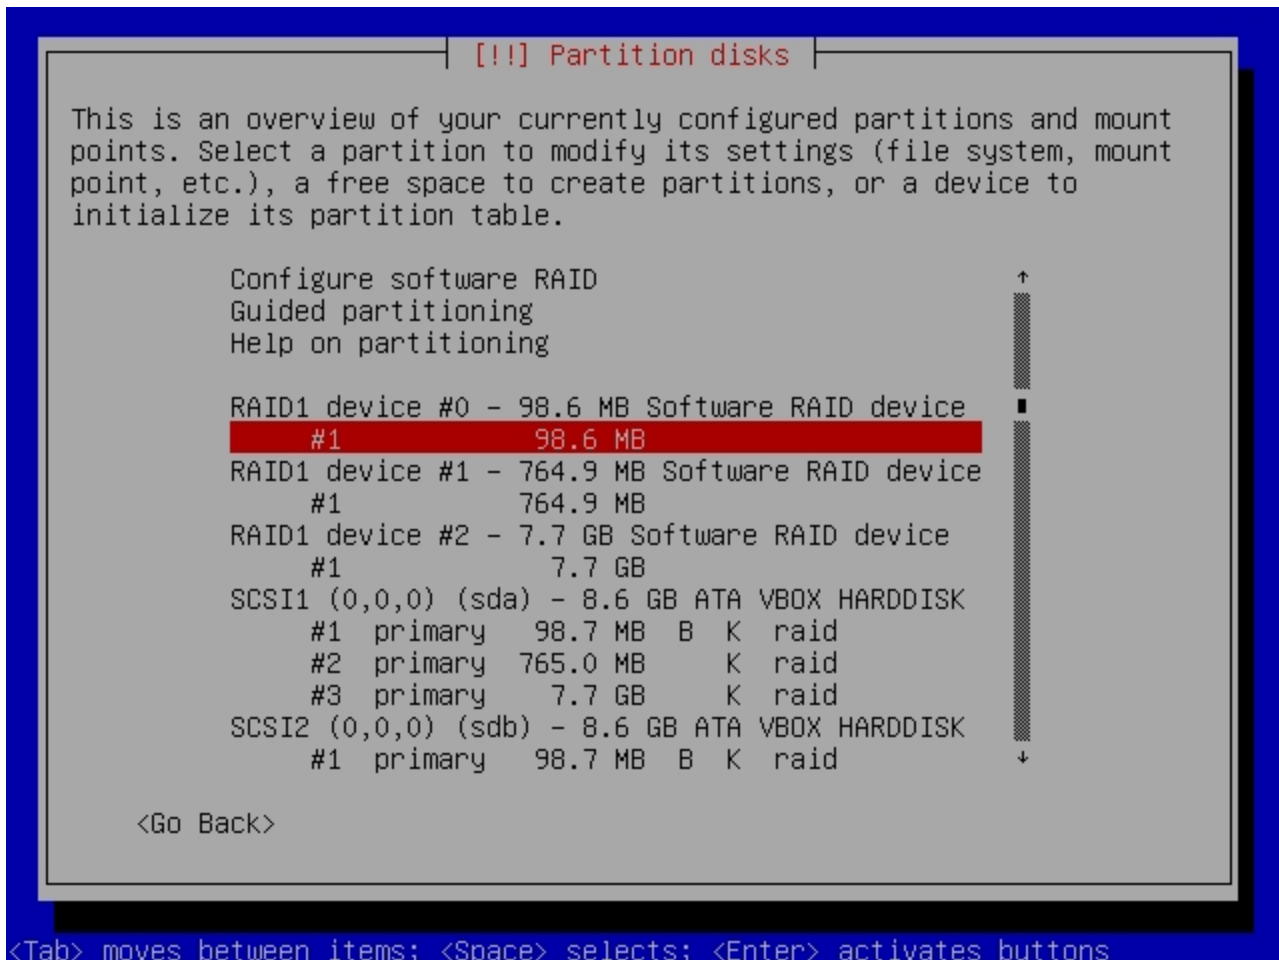 [!!] Partition disks
This is an overview of your currently configured partitions and mount
points. Select a partition to modify its settings (file system, mount
point, etc.), a free space to create partitions, or a device to
initialize its partition table.
Configure software RAID
Guided partitioning
Help on partitioning
RAID1 device #0 - 98.6 MB Software RAID device
#1 98.6 MB
RAID1 device #1 - 764.9 MB Software RAID device
#1 764.9 MB
RAID1 device #2 - 7.7 GB Software RAID device
#1 7.7 GB
SCSI1 (0,0,0) (sda) - 8.6 GB ATA VBOX HARDDISK
#1 primary 98.7 MB B K raid
#2 primary 765.0 MB K raid
#3 primary 7.7 GB K raid
SCSI2 (0,0,0) (sdb) - 8.6 GB ATA VBOX HARDDISK
#1 primary 98.7 MB B K raid
<Go Back>
<Tab> moves between items; <Space> selects; <Enter> activates buttons